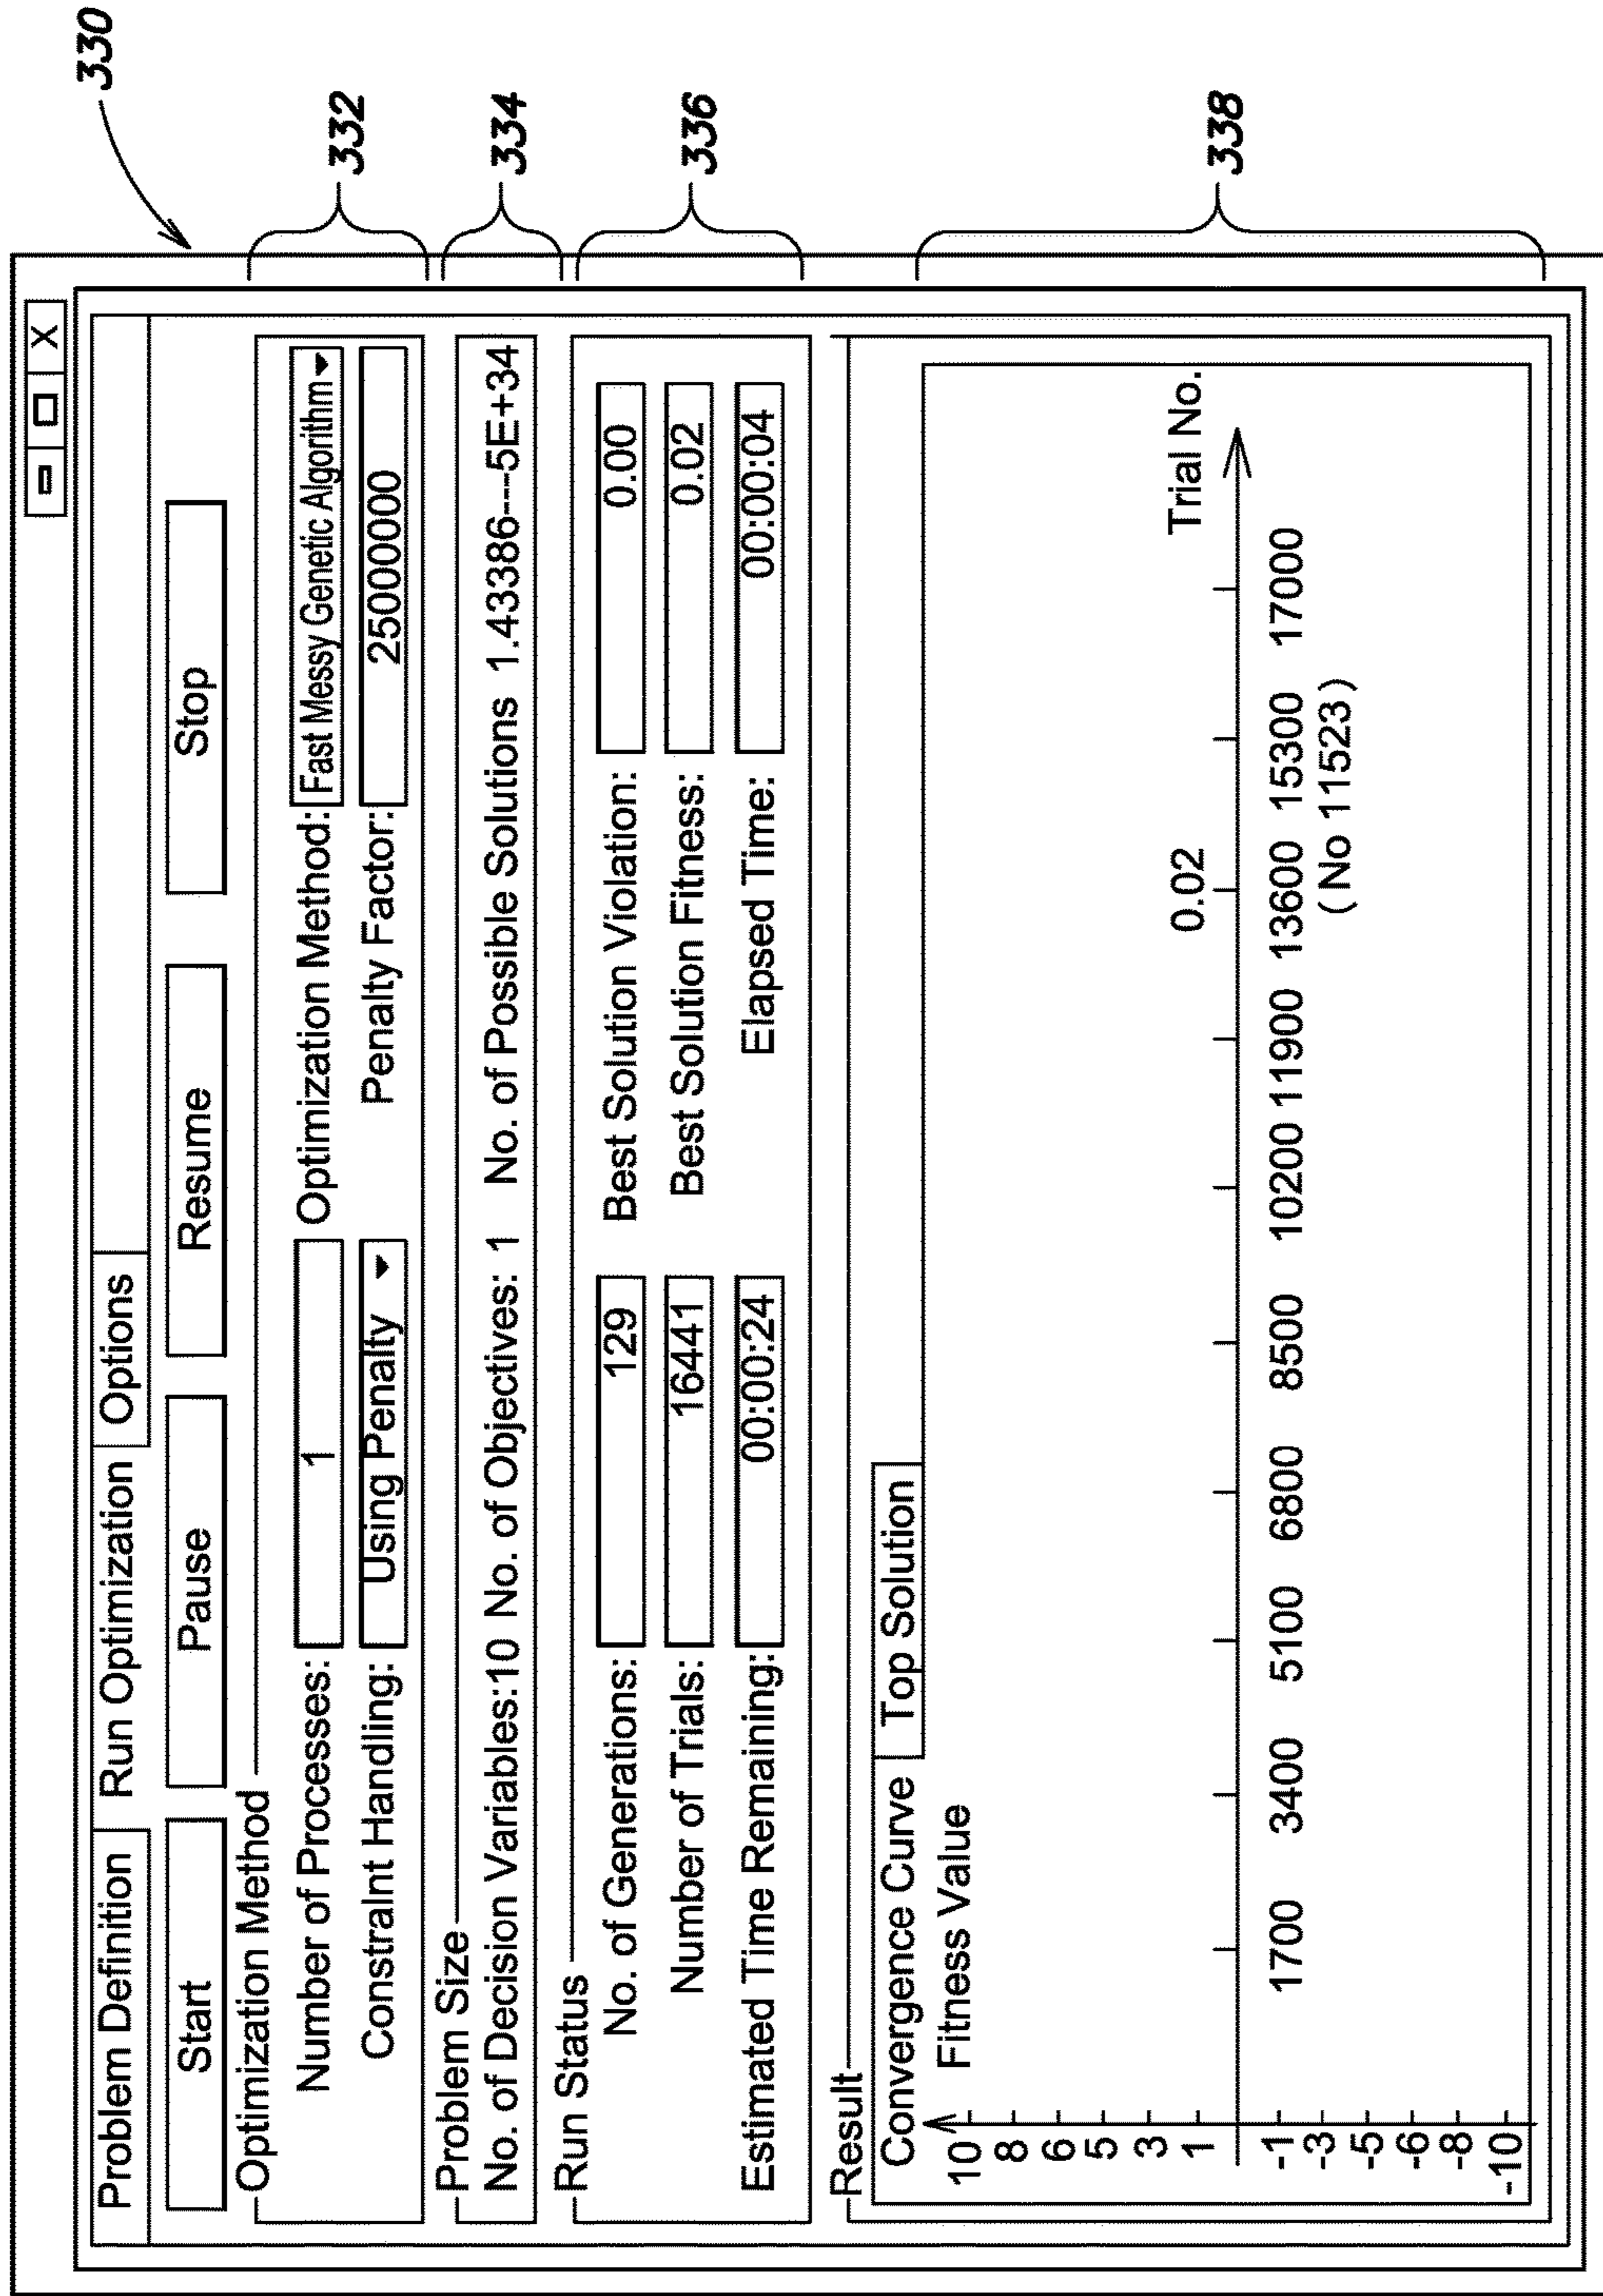 330
X
Problem Definition Run Optimization Options
Start Pause Resume Stop
Optimization Method
Number of Processes: 1 Optimization Method: Fast Messy Genetic Algorithm
Constralnt Handling: Using Penalty Penalty Factor: 25000000
332
Problem Size
No. of Decision Variables:10 No. of Objectives: 1 No. of Possible Solutions 1.43386---5E+34
334
Run Status
No. of Generations: 129 Best Solution Violation: 0.00
Number of Trials: 16441 Best Solution Fitness: 0.02
Estimated Time Remaining: 00:00:24 Elapsed Time: 00:00:04
336
Result
Convergence Curve Top Solution
Fitness Value
10
8
6
5
3
1
-1
-3
-5
-6
-8
-10
0.02
Trial No.
1700 3400 5100 6800 8500 10200 11900 13600 15300 17000
(No 11523)
338